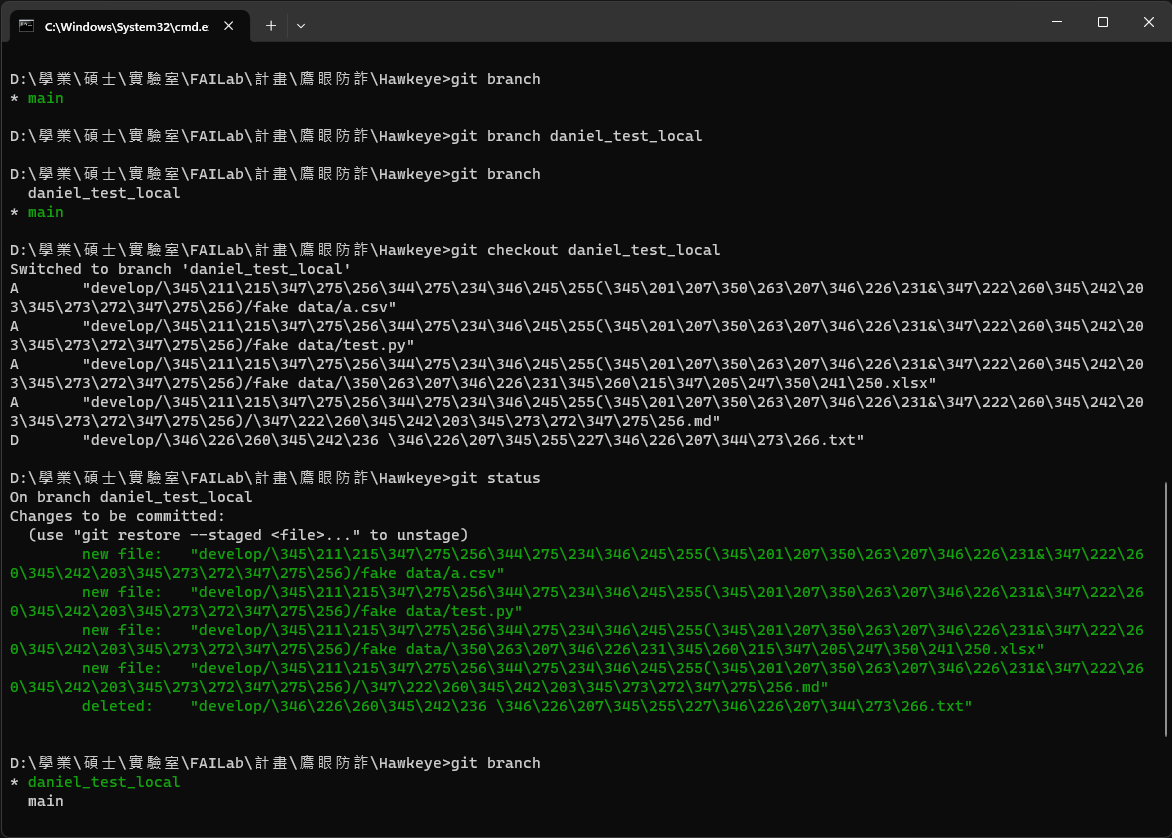 C:\Windows\System32\cmd.e
D:\學業\碩士\實驗室\FAILab\計畫\鷹眼防詐\Hawkeye>git branch
* main
D:\學業\碩士\實驗室\FAILab\計畫\鷹眼防詐\Hawkeye>git branch daniel_test_local
D:\學業\碩士\實驗室\FAILab\計畫\鷹眼防詐\Hawkeye>git branch
  daniel_test_local
* main
D:\學業\碩士\實驗室\FAILab\計畫\鷹眼防詐\Hawkeye>git checkout daniel_test_local
Switched to branch 'daniel_test_local'
A       "develop/\345\211\215\347\275\256\344\275\234\346\245\255(\345\201\207\350\263\207\346\226\231&\347\222\260\345\242\20
3\345\273\272\347\275\256)/fake data/a.csv"
A       "develop/\345\211\215\347\275\256\344\275\234\346\245\255(\345\201\207\350\263\207\346\226\231&\347\222\260\345\242\20
3\345\273\272\347\275\256)/fake data/test.py"
A       "develop/\345\211\215\347\275\256\344\275\234\346\245\255(\345\201\207\350\263\207\346\226\231&\347\222\260\345\242\20
3\345\273\272\347\275\256)/fake data/\350\263\207\346\226\231\345\260\215\347\205\247\350\241\250.xlsx"
A       "develop/\345\211\215\347\275\256\344\275\234\346\245\255(\345\201\207\350\263\207\346\226\231&\347\222\260\345\242\20
3\345\273\272\347\275\256)/\347\222\260\345\242\203\345\273\272\347\275\256.md"
D       "develop/\346\226\260\345\242\236 \346\226\207\345\255\227\346\226\207\344\273\266.txt"
D:\學業\碩士\實驗室\FAILab\計畫\鷹眼防詐\Hawkeye>git status
On branch daniel_test_local
Changes to be committed:
  (use "git restore --staged <file>..." to unstage)
        new file:   "develop/\345\211\215\347\275\256\344\275\234\346\245\255(\345\201\207\350\263\207\346\226\231&\347\222\26
0\345\242\203\345\273\272\347\275\256)/fake data/a.csv"
        new file:   "develop/\345\211\215\347\275\256\344\275\234\346\245\255(\345\201\207\350\263\207\346\226\231&\347\222\26
0\345\242\203\345\273\272\347\275\256)/fake data/test.py"
        new file:   "develop/\345\211\215\347\275\256\344\275\234\346\245\255(\345\201\207\350\263\207\346\226\231&\347\222\26
0\345\242\203\345\273\272\347\275\256)/fake data/\350\263\207\346\226\231\345\260\215\347\205\247\350\241\250.xlsx"
        new file:   "develop/\345\211\215\347\275\256\344\275\234\346\245\255(\345\201\207\350\263\207\346\226\231&\347\222\26
0\345\242\203\345\273\272\347\275\256)/\347\222\260\345\242\203\345\273\272\347\275\256.md"
        deleted:    "develop/\346\226\260\345\242\236 \346\226\207\345\255\227\346\226\207\344\273\266.txt"
D:\學業\碩士\實驗室\FAILab\計畫\鷹眼防詐\Hawkeye>git branch
* daniel_test_local
  main